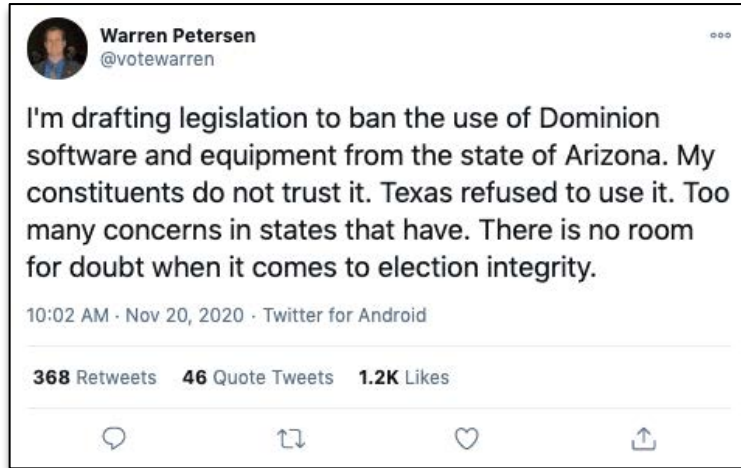 Warren Petersen
@votewarren
I'm drafting legislation to ban the use of Dominion
software and equipment from the state of Arizona. My
constituents do not trust it. Texas refused to use it. Too
many concerns in states that have. There is no room
for doubt when it comes to election integrity.
10:02 AM · Nov 20, 2020 · Twitter for Android
368 Retweets 46 Quote Tweets 1.2K Likes